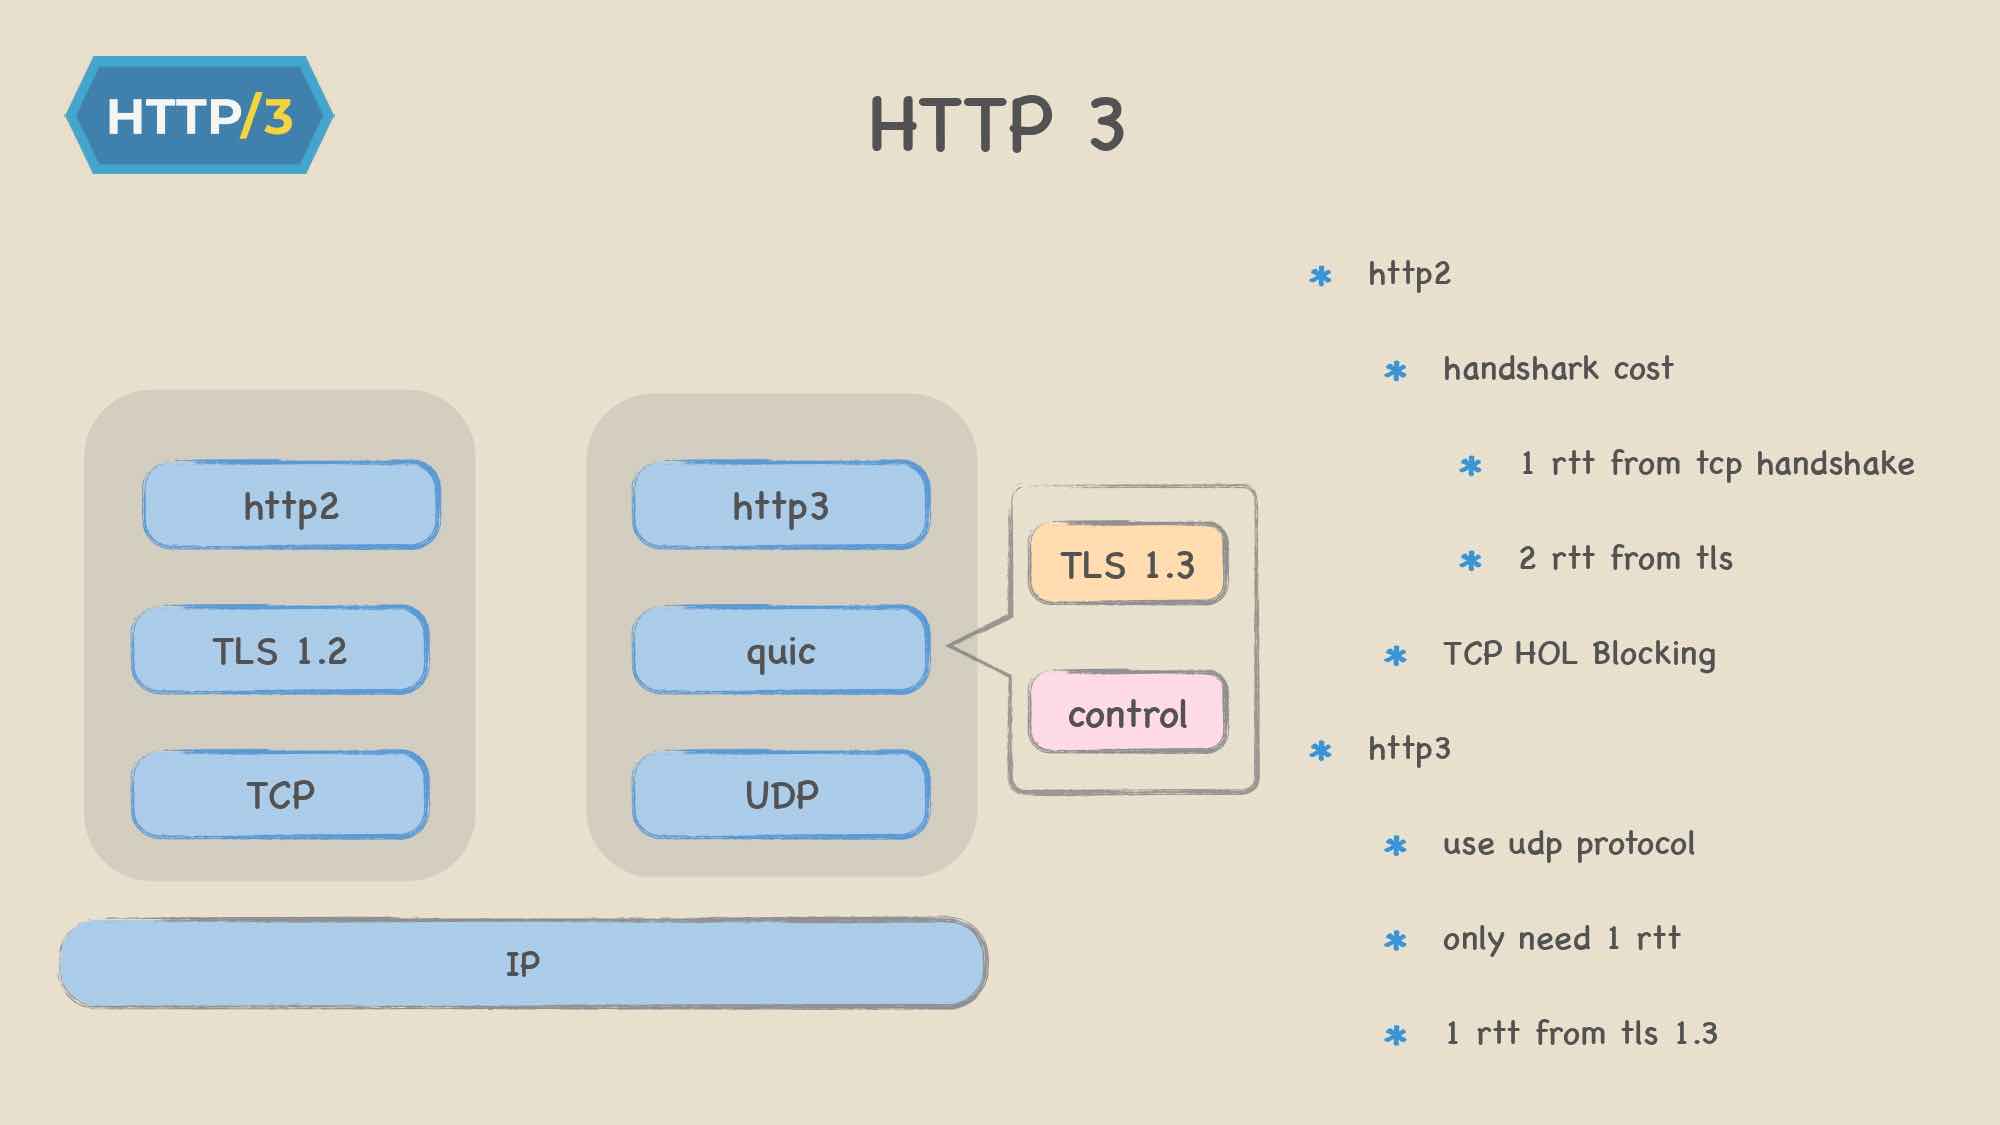 HTTP/3
HTTP 3
http2
TLS 1.2
TCP
http3
quic
UDP
TLS 1.3
control
IP
http2
handshark cost
1 rtt from tcp handshake
2 rtt from tls
TCP HOL Blocking
http3
use udp protocol
only need 1 rtt
1 rtt from tls 1.3